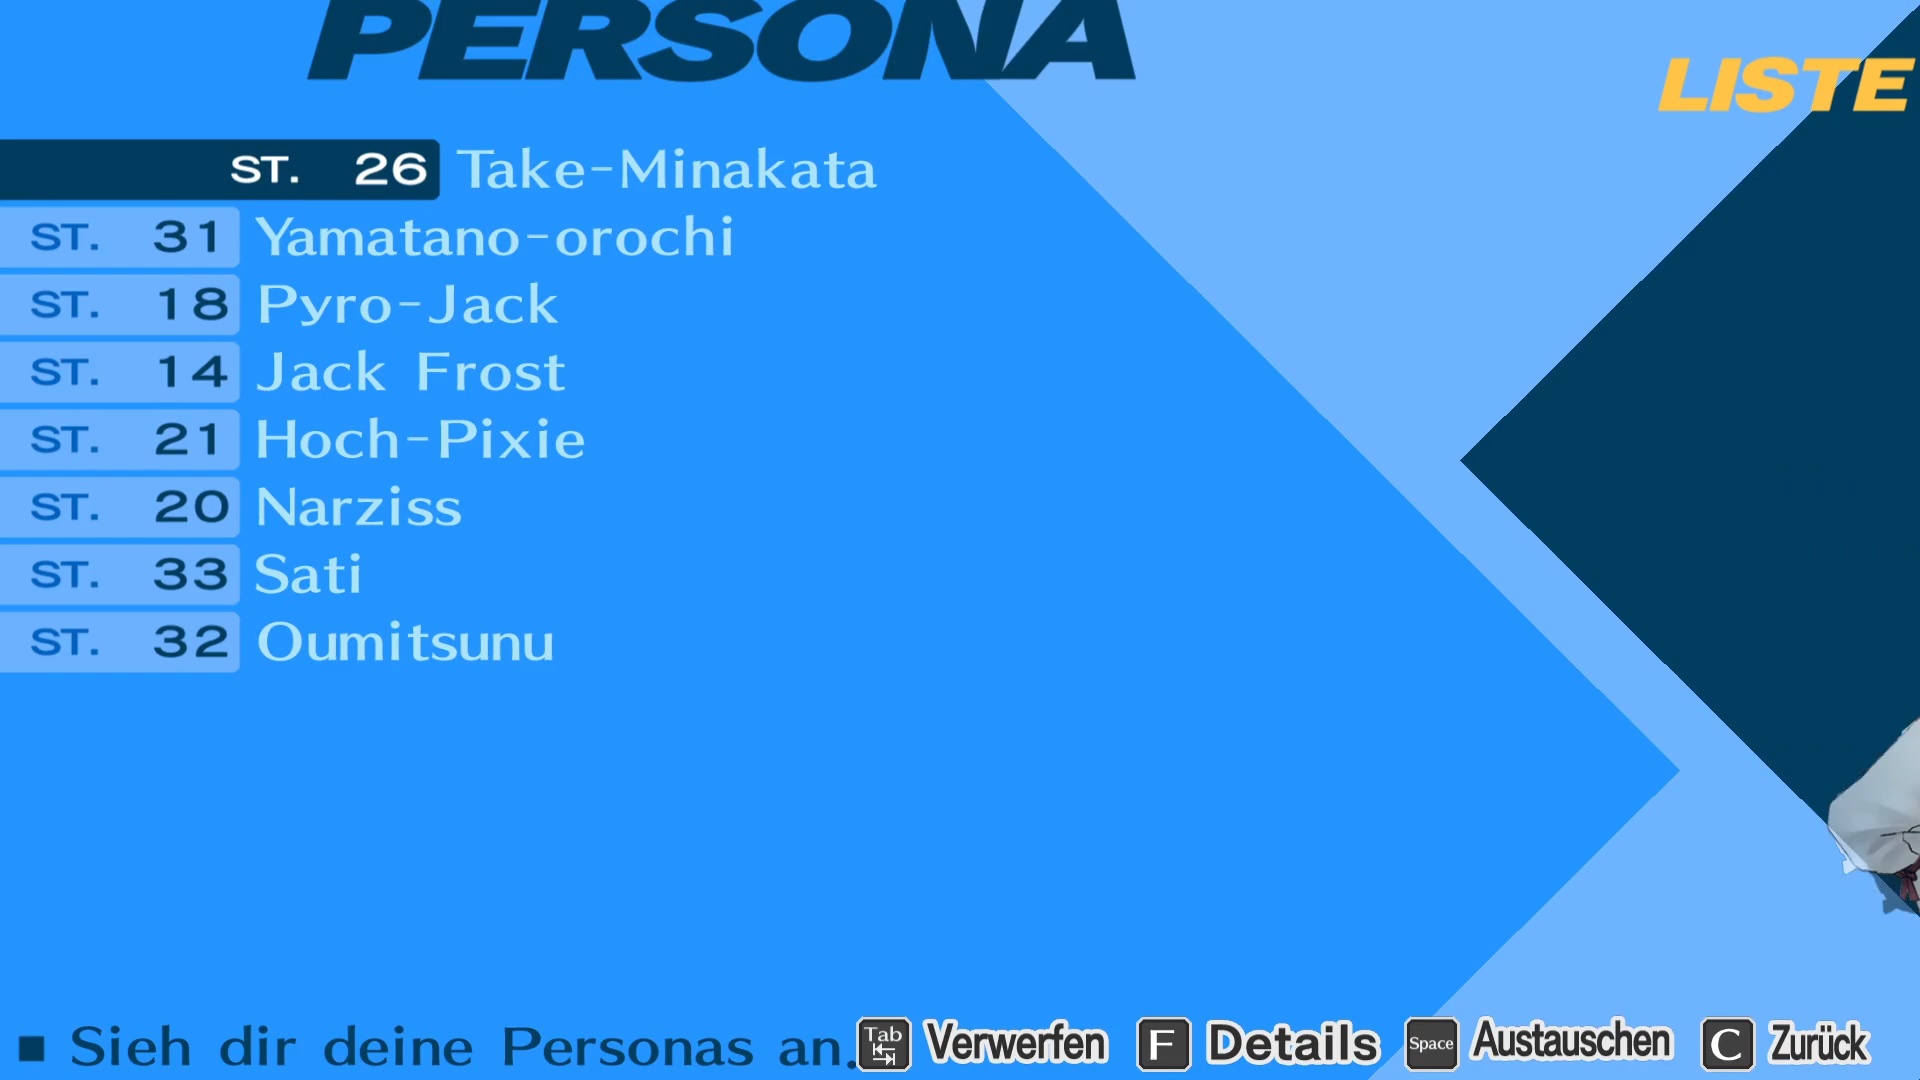 PERSONA
LISTE
ST. 26 Take-Minakata
ST. 31 Yamatano-orochi
ST. 18 Pyro-Jack
ST. 14 Jack Frost
ST. 21 Hoch-Pixie
ST. 20 Narziss
ST. 33 Sati
ST. 32 Oumitsunu
■ Sieh dir deine Personas an. Tab Verwerfen F Details Space Austauschen C Zurück